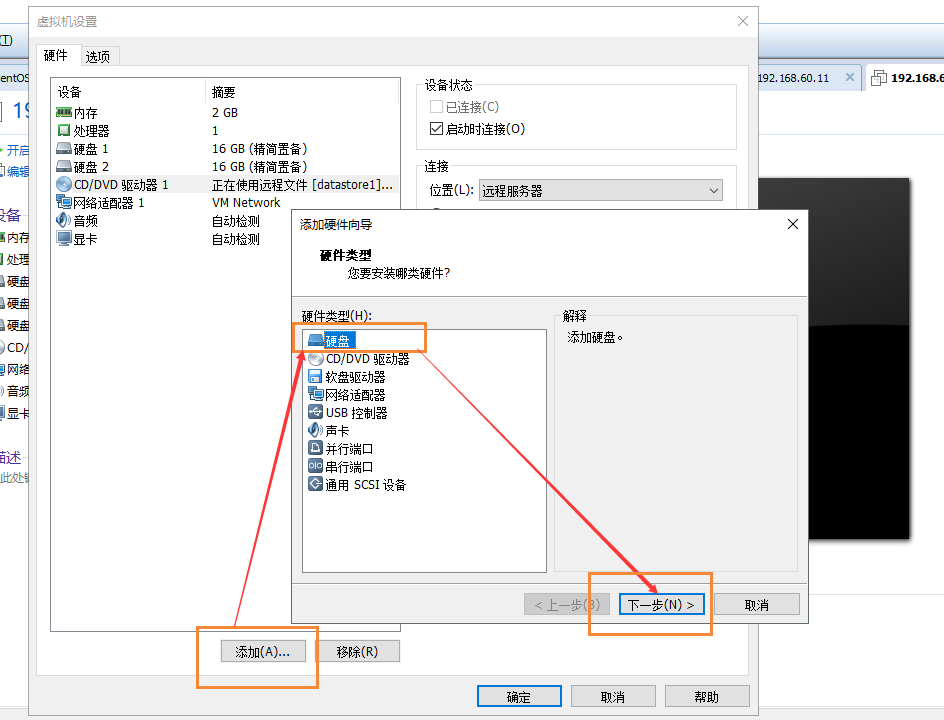 虚拟机设置
硬件
选项
设备
摘要
内存
2 GB
处理器
1
硬盘 1
16 GB (精简置备)
硬盘 2
16 GB (精简置备)
CD/DVD 驱动器 1
正在使用远程文件 [datastore1]...
网络适配器 1
VM Network
音频
自动检测
显卡
自动检测
设备状态
已连接(C)
启动时连接(O)
连接
位置(L):
远程服务器
添加硬件向导
硬件类型
您要安装哪类硬件?
硬件类型(H):
硬盘
CD/DVD 驱动器
软盘驱动器
网络适配器
USB 控制器
声卡
并行端口
串行端口
通用 SCSI 设备
解释
添加硬盘。
< 上一步(B)
下一步(N) >
取消
添加(A)...
移除(R)
确定
取消
帮助
192.168.60.11
192.168.6
entOS
19
开启
编辑
设备
内存
处理
硬盘
硬盘
硬盘
CD/
网络
音频
显卡
描述
此处键